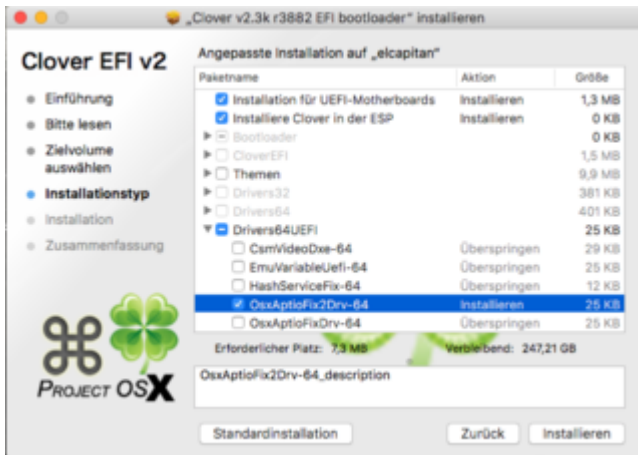 „Clover v2.3k r3882 EFI bootloader“ installieren
Clover EFI v2
Einführung
Bitte lesen
Zielvolume
auswählen
Installationstyp
Installation
Zusammenfassung
PROJECT OSX
Angepasste Installation auf „elcapitan“
Paketname Aktion Größe
Installation für UEFI-Motherboards Installieren 1,3 MB
Installiere Clover in der ESP Installieren 0 KB
Bootloader 0 KB
CloverEFI 1,5 MB
Themen 9,9 MB
Drivers32 381 KB
Drivers64 401 KB
Drivers64UEFI 25 KB
CsmVideoDxe-64 Überspringen 29 KB
EmuVariableUefi-64 Überspringen 25 KB
HashServiceFix-64 Überspringen 12 KB
OsxAptioFix2Drv-64 Installieren 25 KB
OsxAptioFixDrv-64 Überspringen 25 KB
Erforderlicher Platz: 7,3 MB Verbleibend: 247,21 GB
OsxAptioFix2Drv-64_description
Standardinstallation Zurück Installieren